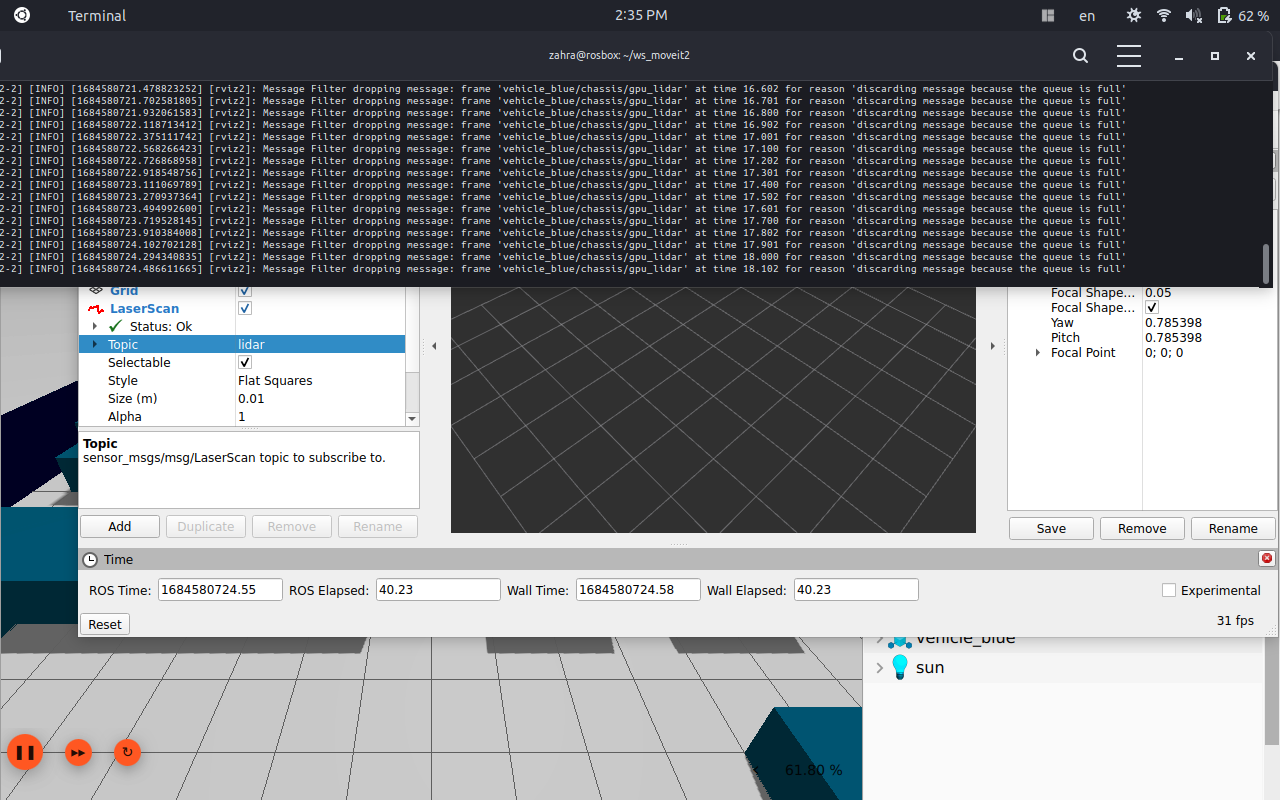 Terminal
2:35 PM
en
62 %
zahra@rosbox: ~/ws_moveit2
2-2] [INFO] [1684580721.478823252] [rviz2]: Message Filter dropping message: frame 'vehicle_blue/chassis/gpu_lidar' at time 16.602 for reason 'discarding message because the queue is full'
2-2] [INFO] [1684580721.702581805] [rviz2]: Message Filter dropping message: frame 'vehicle_blue/chassis/gpu_lidar' at time 16.701 for reason 'discarding message because the queue is full'
2-2] [INFO] [1684580721.932061583] [rviz2]: Message Filter dropping message: frame 'vehicle_blue/chassis/gpu_lidar' at time 16.800 for reason 'discarding message because the queue is full'
2-2] [INFO] [1684580722.118713412] [rviz2]: Message Filter dropping message: frame 'vehicle_blue/chassis/gpu_lidar' at time 16.902 for reason 'discarding message because the queue is full'
2-2] [INFO] [1684580722.375111742] [rviz2]: Message Filter dropping message: frame 'vehicle_blue/chassis/gpu_lidar' at time 17.001 for reason 'discarding message because the queue is full'
2-2] [INFO] [1684580722.568266423] [rviz2]: Message Filter dropping message: frame 'vehicle_blue/chassis/gpu_lidar' at time 17.100 for reason 'discarding message because the queue is full'
2-2] [INFO] [1684580722.726868958] [rviz2]: Message Filter dropping message: frame 'vehicle_blue/chassis/gpu_lidar' at time 17.202 for reason 'discarding message because the queue is full'
2-2] [INFO] [1684580722.918548756] [rviz2]: Message Filter dropping message: frame 'vehicle_blue/chassis/gpu_lidar' at time 17.301 for reason 'discarding message because the queue is full'
2-2] [INFO] [1684580723.111069789] [rviz2]: Message Filter dropping message: frame 'vehicle_blue/chassis/gpu_lidar' at time 17.400 for reason 'discarding message because the queue is full'
2-2] [INFO] [1684580723.270937364] [rviz2]: Message Filter dropping message: frame 'vehicle_blue/chassis/gpu_lidar' at time 17.502 for reason 'discarding message because the queue is full'
2-2] [INFO] [1684580723.494992600] [rviz2]: Message Filter dropping message: frame 'vehicle_blue/chassis/gpu_lidar' at time 17.601 for reason 'discarding message because the queue is full'
2-2] [INFO] [1684580723.719528145] [rviz2]: Message Filter dropping message: frame 'vehicle_blue/chassis/gpu_lidar' at time 17.700 for reason 'discarding message because the queue is full'
2-2] [INFO] [1684580723.910384008] [rviz2]: Message Filter dropping message: frame 'vehicle_blue/chassis/gpu_lidar' at time 17.802 for reason 'discarding message because the queue is full'
2-2] [INFO] [1684580724.102702128] [rviz2]: Message Filter dropping message: frame 'vehicle_blue/chassis/gpu_lidar' at time 17.901 for reason 'discarding message because the queue is full'
2-2] [INFO] [1684580724.294340835] [rviz2]: Message Filter dropping message: frame 'vehicle_blue/chassis/gpu_lidar' at time 18.000 for reason 'discarding message because the queue is full'
2-2] [INFO] [1684580724.486611665] [rviz2]: Message Filter dropping message: frame 'vehicle_blue/chassis/gpu_lidar' at time 18.102 for reason 'discarding message because the queue is full'
Grid
LaserScan
Status: Ok
Topic lidar
Selectable
Style Flat Squares
Size (m) 0.01
Alpha 1
Topic
sensor_msgs/msg/LaserScan topic to subscribe to.
Add Duplicate Remove Rename
Focal Shape... 0.05
Focal Shape...
Yaw 0.785398
Pitch 0.785398
Focal Point 0; 0; 0
Save Remove Rename
Time
ROS Time: 1684580724.55 ROS Elapsed: 40.23 Wall Time: 1684580724.58 Wall Elapsed: 40.23 Experimental
Reset 31 fps
vehicle_blue
sun
61.80 %